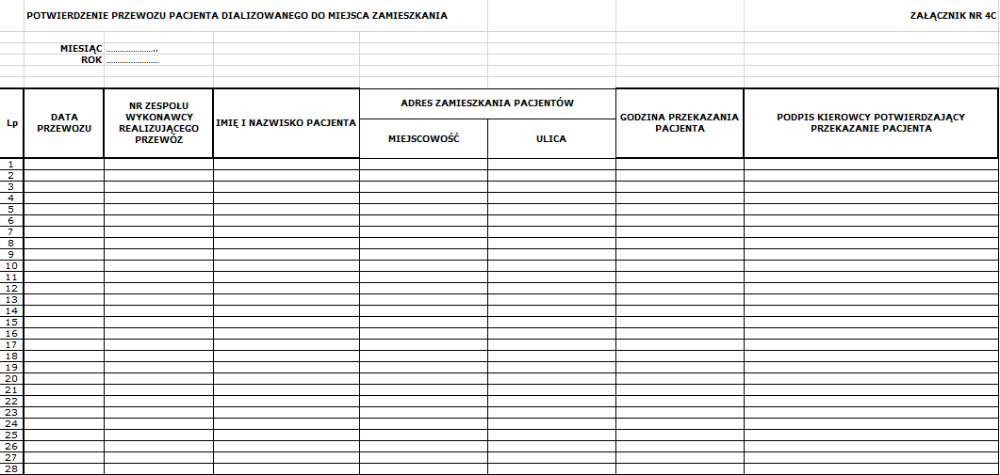 POTWIERDZENIE PRZEWOZU PACJENTA DIALIZOWANEGO DO MIEJSCA ZAMIESZKANIA
ZAŁĄCZNIK NR 4C
MIESIĄC ......................
ROK ......................
Lp
DATA
PRZEWOZU
NR ZESPOŁU
WYKONAWCY
REALIZUJĄCEGO
PRZEWÓZ
IMIĘ I NAZWISKO PACJENTA
ADRES ZAMIESZKANIA PACJENTÓW
MIEJSCOWOŚĆ
ULICA
GODZINA PRZEKAZANIA
PACJENTA
PODPIS KIEROWCY POTWIERDZAJĄCY
PRZEKAZANIE PACJENTA
1
2
3
4
5
6
7
8
9
10
11
12
13
14
15
16
17
18
19
20
21
22
23
24
25
26
27
28